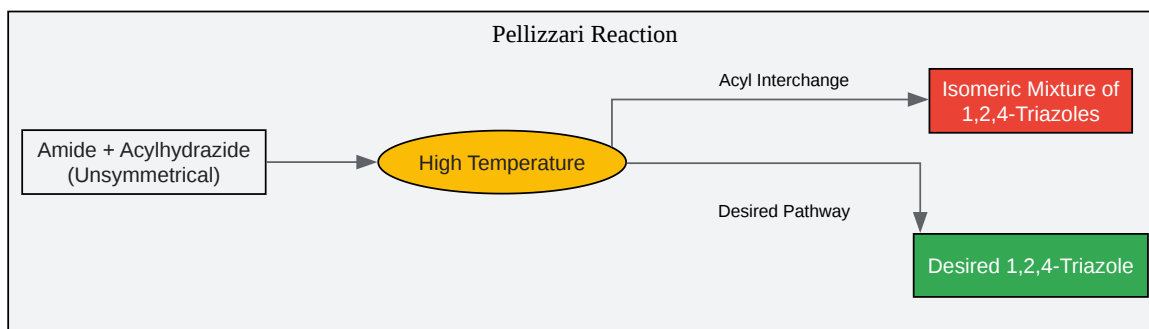 Pellizzari Reaction
Acyl Interchange
Isomeric Mixture of
1,2,4-Triazoles
Amide + Acylhydrazide
(Unsymmetrical)
High Temperature
Desired Pathway
Desired 1,2,4-Triazole